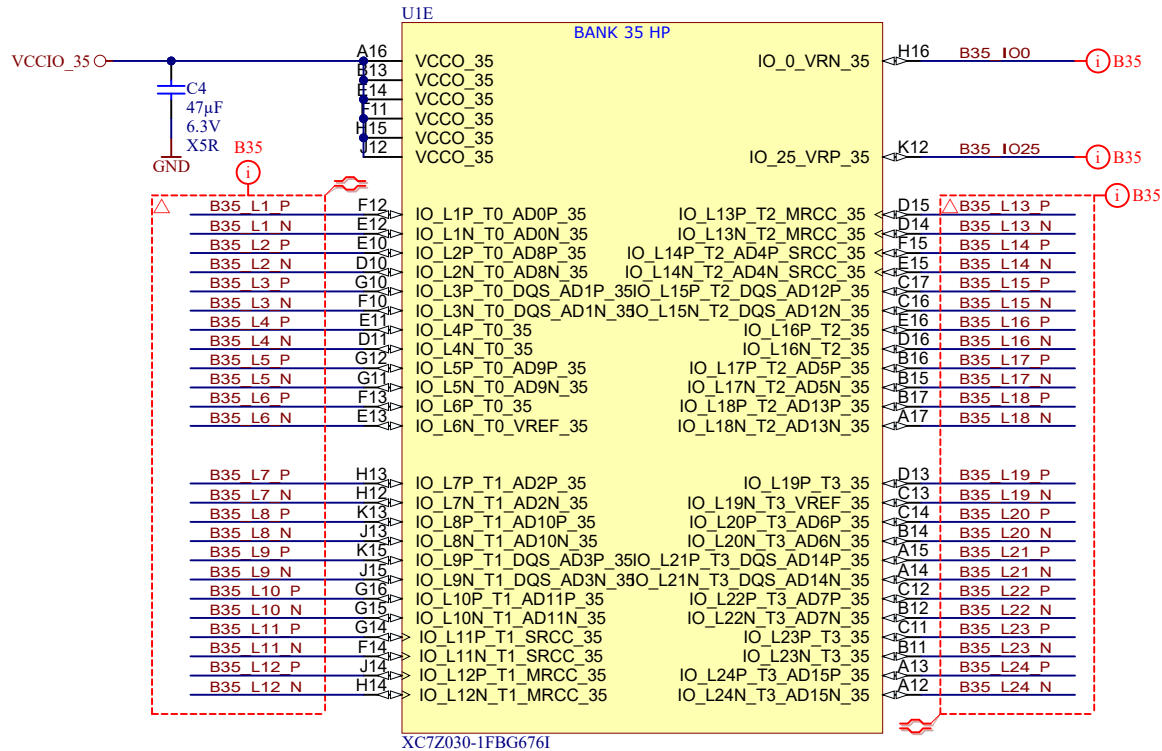 U1E
BANK 35 HP
VCCIO_35
A16 VCCO_35
B13 VCCO_35
E14 VCCO_35
F11 VCCO_35
H15 VCCO_35
J12 VCCO_35
IO_0_VRN_35 H16 B35_IO0 i B35
IO_25_VRP_35 K12 B35_IO25 i B35
C4
47µF
6.3V
X5R
GND
B35
i
i B35
B35_L1_P F12 IO_L1P_T0_AD0P_35 IO_L13P_T2_MRCC_35 D15 B35_L13_P
B35_L1_N E12 IO_L1N_T0_AD0N_35 IO_L13N_T2_MRCC_35 D14 B35_L13_N
B35_L2_P E10 IO_L2P_T0_AD8P_35 IO_L14P_T2_AD4P_SRCC_35 F15 B35_L14_P
B35_L2_N D10 IO_L2N_T0_AD8N_35 IO_L14N_T2_AD4N_SRCC_35 E15 B35_L14_N
B35_L3_P G10 IO_L3P_T0_DQS_AD1P_35 IO_L15P_T2_DQS_AD12P_35 C17 B35_L15_P
B35_L3_N F10 IO_L3N_T0_DQS_AD1N_35 IO_L15N_T2_DQS_AD12N_35 C16 B35_L15_N
B35_L4_P E11 IO_L4P_T0_35 IO_L16P_T2_35 E16 B35_L16_P
B35_L4_N D11 IO_L4N_T0_35 IO_L16N_T2_35 D16 B35_L16_N
B35_L5_P G12 IO_L5P_T0_AD9P_35 IO_L17P_T2_AD5P_35 B16 B35_L17_P
B35_L5_N G11 IO_L5N_T0_AD9N_35 IO_L17N_T2_AD5N_35 B15 B35_L17_N
B35_L6_P F13 IO_L6P_T0_35 IO_L18P_T2_AD13P_35 B17 B35_L18_P
B35_L6_N E13 IO_L6N_T0_VREF_35 IO_L18N_T2_AD13N_35 A17 B35_L18_N
B35_L7_P H13 IO_L7P_T1_AD2P_35 IO_L19P_T3_35 D13 B35_L19_P
B35_L7_N H12 IO_L7N_T1_AD2N_35 IO_L19N_T3_VREF_35 C13 B35_L19_N
B35_L8_P K13 IO_L8P_T1_AD10P_35 IO_L20P_T3_AD6P_35 C14 B35_L20_P
B35_L8_N J13 IO_L8N_T1_AD10N_35 IO_L20N_T3_AD6N_35 B14 B35_L20_N
B35_L9_P K15 IO_L9P_T1_DQS_AD3P_35 IO_L21P_T3_DQS_AD14P_35 A15 B35_L21_P
B35_L9_N J15 IO_L9N_T1_DQS_AD3N_35 IO_L21N_T3_DQS_AD14N_35 A14 B35_L21_N
B35_L10_P G16 IO_L10P_T1_AD11P_35 IO_L22P_T3_AD7P_35 C12 B35_L22_P
B35_L10_N G15 IO_L10N_T1_AD11N_35 IO_L22N_T3_AD7N_35 B12 B35_L22_N
B35_L11_P G14 IO_L11P_T1_SRCC_35 IO_L23P_T3_35 C11 B35_L23_P
B35_L11_N F14 IO_L11N_T1_SRCC_35 IO_L23N_T3_35 B11 B35_L23_N
B35_L12_P J14 IO_L12P_T1_MRCC_35 IO_L24P_T3_AD15P_35 A13 B35_L24_P
B35_L12_N H14 IO_L12N_T1_MRCC_35 IO_L24N_T3_AD15N_35 A12 B35_L24_N
XC7Z030-1FBG676I